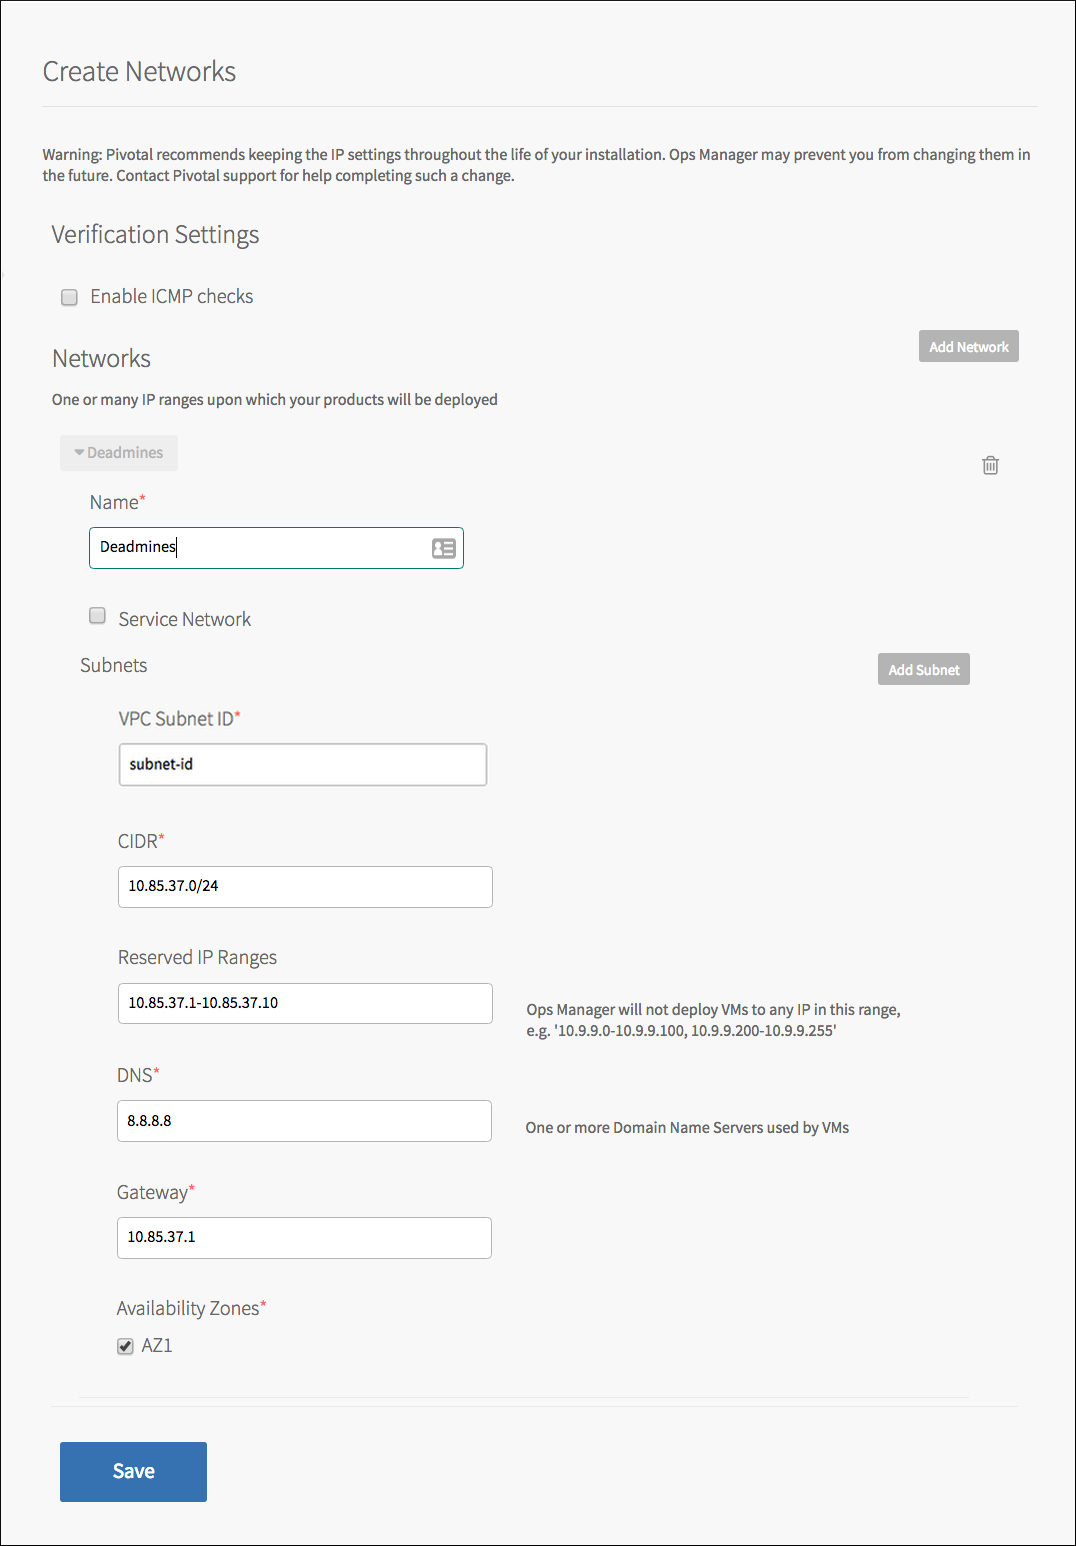 Create Networks
Warning: Pivotal recommends keeping the IP settings throughout the life of your installation. Ops Manager may prevent you from changing them in
the future. Contact Pivotal support for help completing such a change.
Verification Settings
Enable ICMP checks
Networks
Add Network
One or many IP ranges upon which your products will be deployed
Deadmines
Name*
Deadmines
Service Network
Subnets
Add Subnet
VPC Subnet ID*
subnet-id
CIDR*
10.85.37.0/24
Reserved IP Ranges
10.85.37.1-10.85.37.10
Ops Manager will not deploy VMs to any IP in this range,
e.g. '10.9.9.0-10.9.9.100, 10.9.9.200-10.9.9.255'
DNS*
8.8.8.8
One or more Domain Name Servers used by VMs
Gateway*
10.85.37.1
Availability Zones*
AZ1
Save